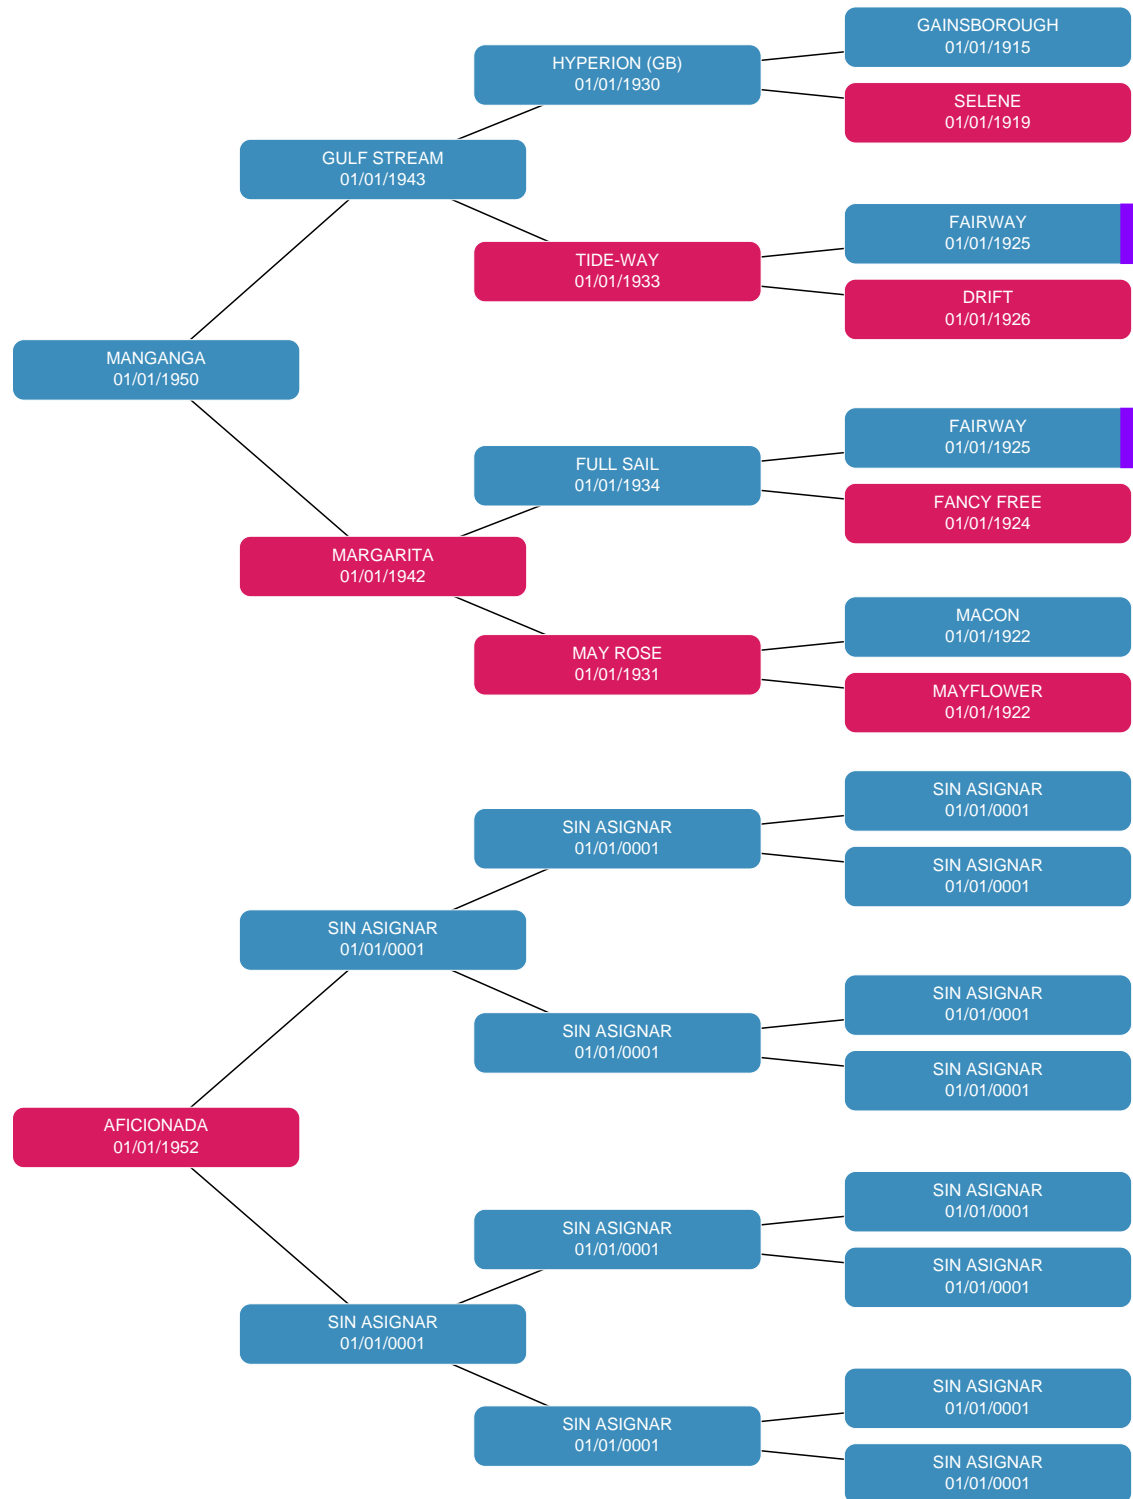 GAINSBOROUGH
01/01/1915
HYPERION (GB)
01/01/1930
SELENE
01/01/1919
GULF STREAM
01/01/1943
FAIRWAY
01/01/1925
TIDE-WAY
01/01/1933
DRIFT
01/01/1926
MANGANGA
01/01/1950
FAIRWAY
01/01/1925
FULL SAIL
01/01/1934
FANCY FREE
01/01/1924
MARGARITA
01/01/1942
MACON
01/01/1922
MAY ROSE
01/01/1931
MAYFLOWER
01/01/1922
SIN ASIGNAR
01/01/0001
SIN ASIGNAR
01/01/0001
SIN ASIGNAR
01/01/0001
SIN ASIGNAR
01/01/0001
SIN ASIGNAR
01/01/0001
SIN ASIGNAR
01/01/0001
SIN ASIGNAR
01/01/0001
AFICIONADA
01/01/1952
SIN ASIGNAR
01/01/0001
SIN ASIGNAR
01/01/0001
SIN ASIGNAR
01/01/0001
SIN ASIGNAR
01/01/0001
SIN ASIGNAR
01/01/0001
SIN ASIGNAR
01/01/0001
SIN ASIGNAR
01/01/0001